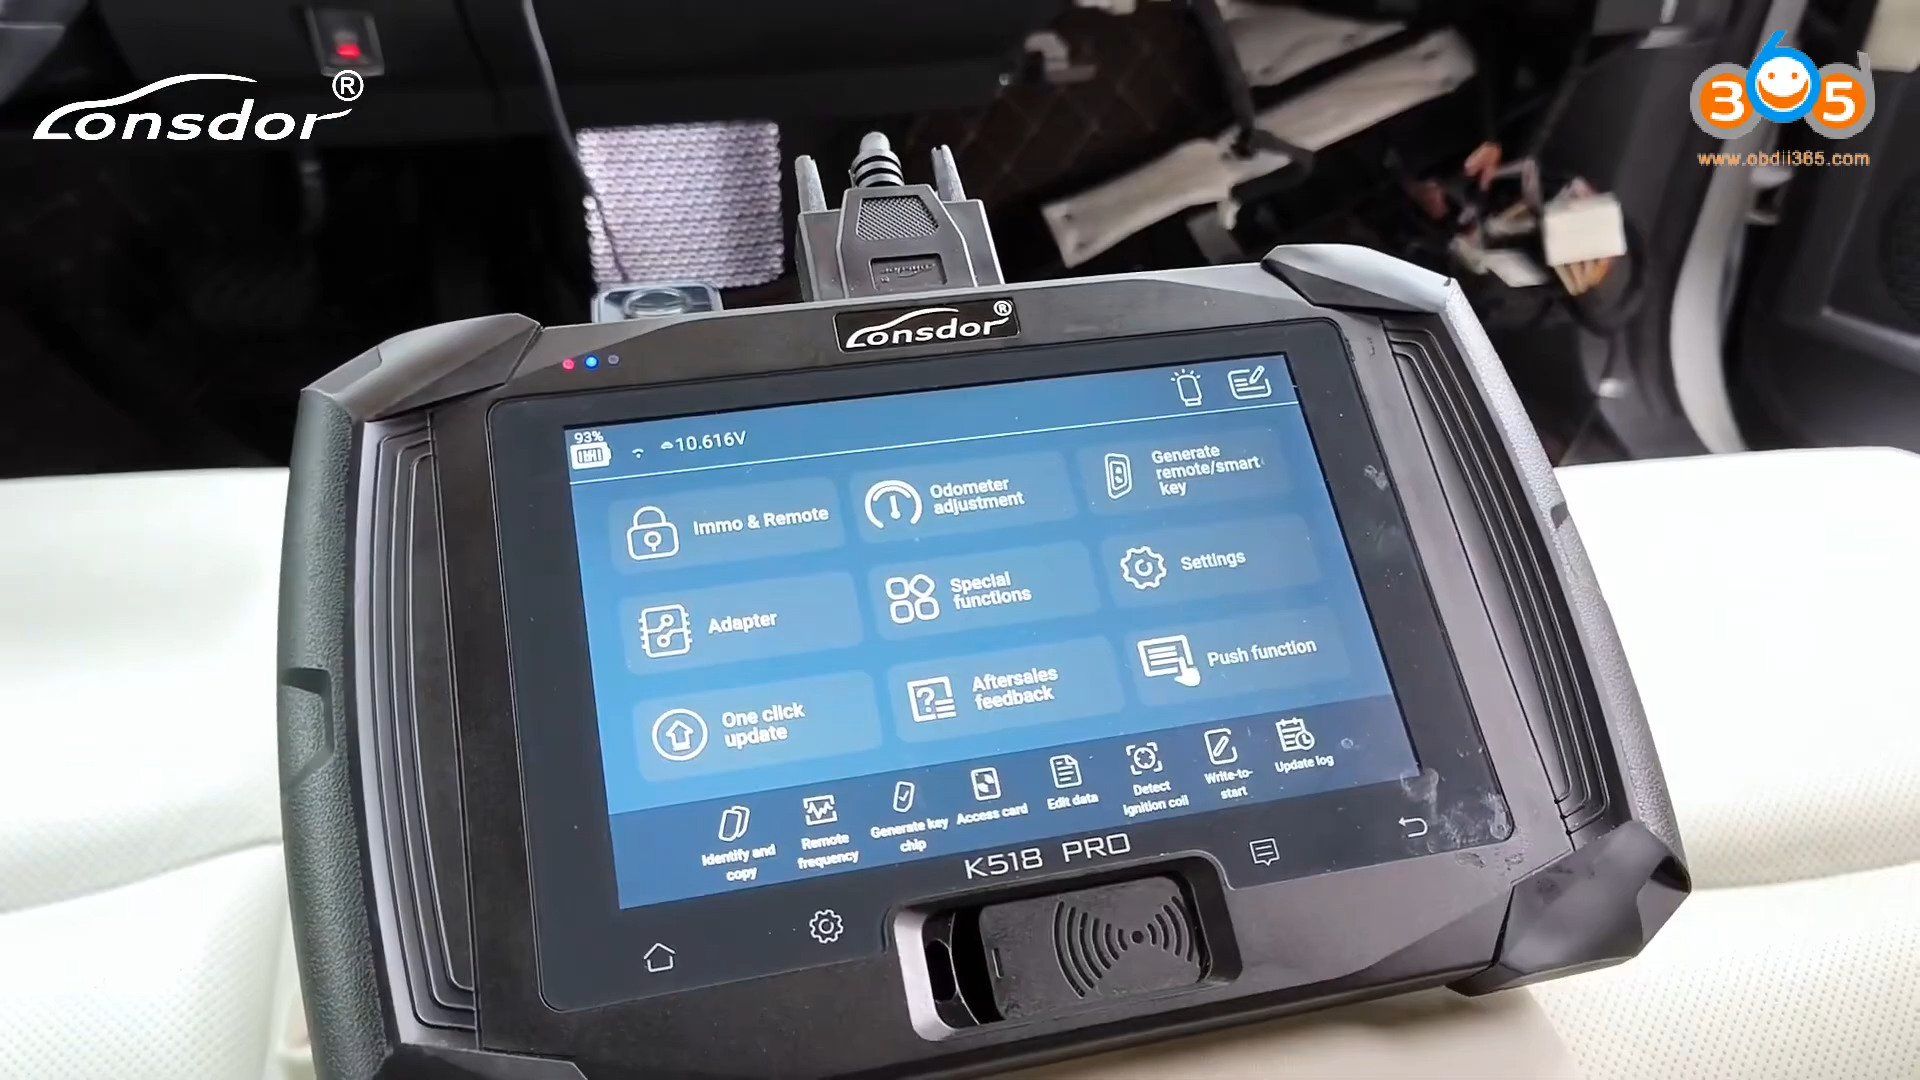 Lonsdor®
365
www.obdii365.com
Lonsdor®
93%
10.616V
Immo & Remote
Odometer
adjustment
Generate
remote/smart
key
Adapter
Special
functions
Settings
One click
update
Aftersales
feedback
Push function
Identify and
copy
Remote
frequency
Generate key
chip
Access card
Edit data
Detect
ignition coil
Write-to-
start
Update log
K518 PRO